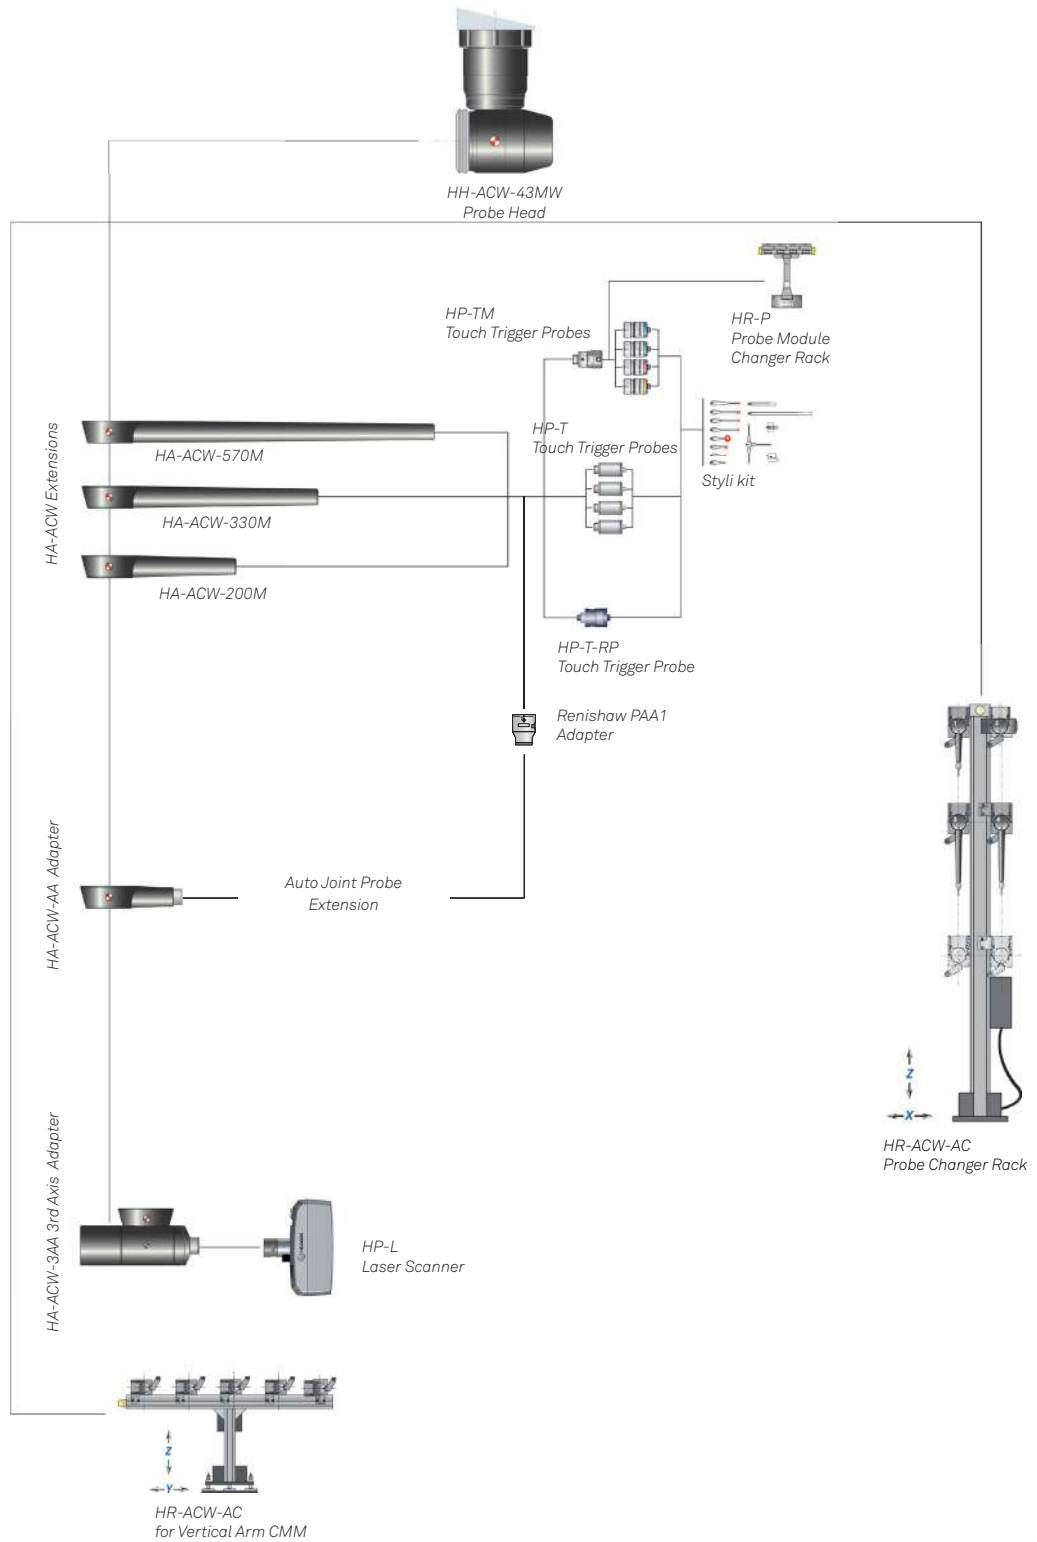 HH-ACW-43MW
Probe Head
HP-TM
Touch Trigger Probes
HR-P
Probe Module
Changer Rack
HA-ACW Extensions
HA-ACW-570M
HP-T
Touch Trigger Probes
Styli kit
HA-ACW-330M
HA-ACW-200M
HP-T-RP
Touch Trigger Probe
Renishaw PAA1
Adapter
HA-ACW-AA Adapter
Auto Joint Probe
Extension
Z
X
HR-ACW-AC
Probe Changer Rack
HA-ACW-3AA 3rd Axis Adapter
HP-L
Laser Scanner
Z
Y
HR-ACW-AC
for Vertical Arm CMM